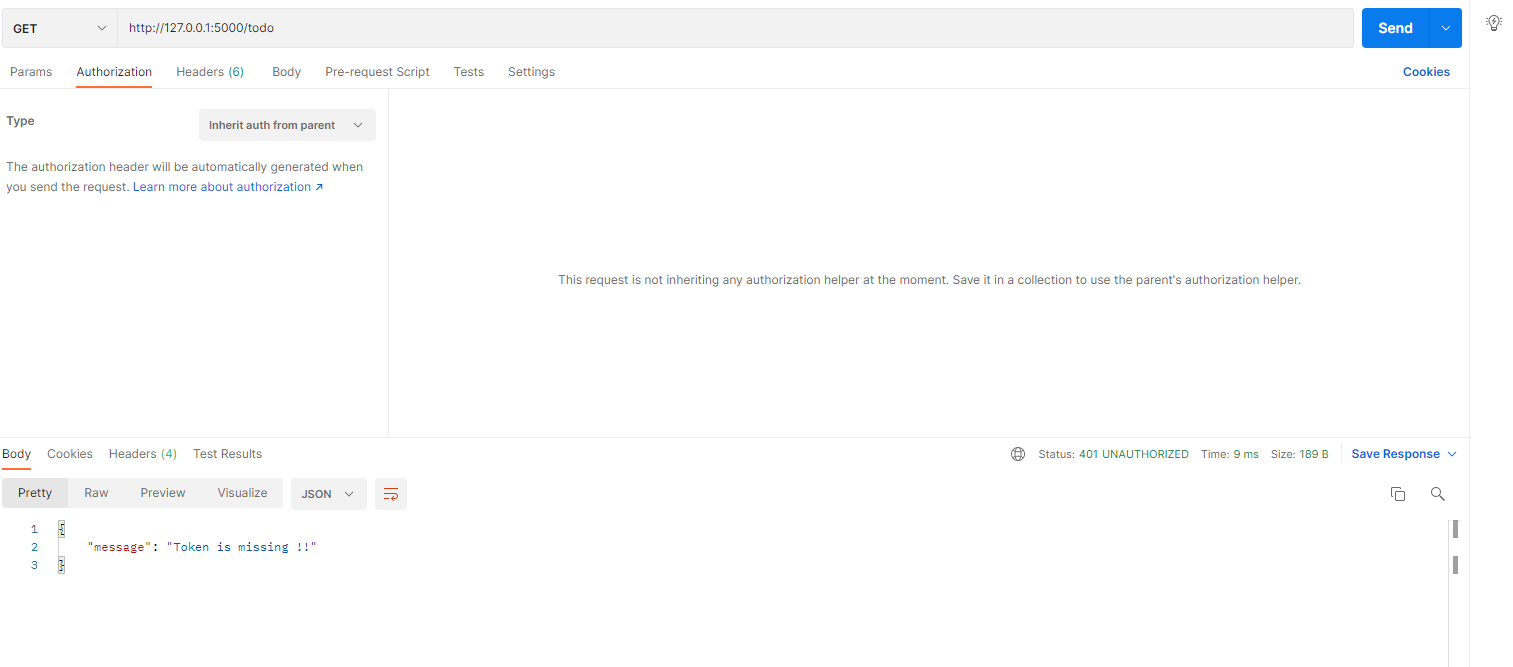 GET http://127.0.0.1:5000/todo Send
Params Authorization Headers (6) Body Pre-request Script Tests Settings Cookies
Type Inherit auth from parent
The authorization header will be automatically generated when
you send the request. Learn more about authorization ↗
This request is not inheriting any authorization helper at the moment. Save it in a collection to use the parent's authorization helper.
Body Cookies Headers (4) Test Results Status: 401 UNAUTHORIZED Time: 9 ms Size: 189 B Save Response
Pretty Raw Preview Visualize JSON
1 {
2 "message": "Token is missing !!"
3 }